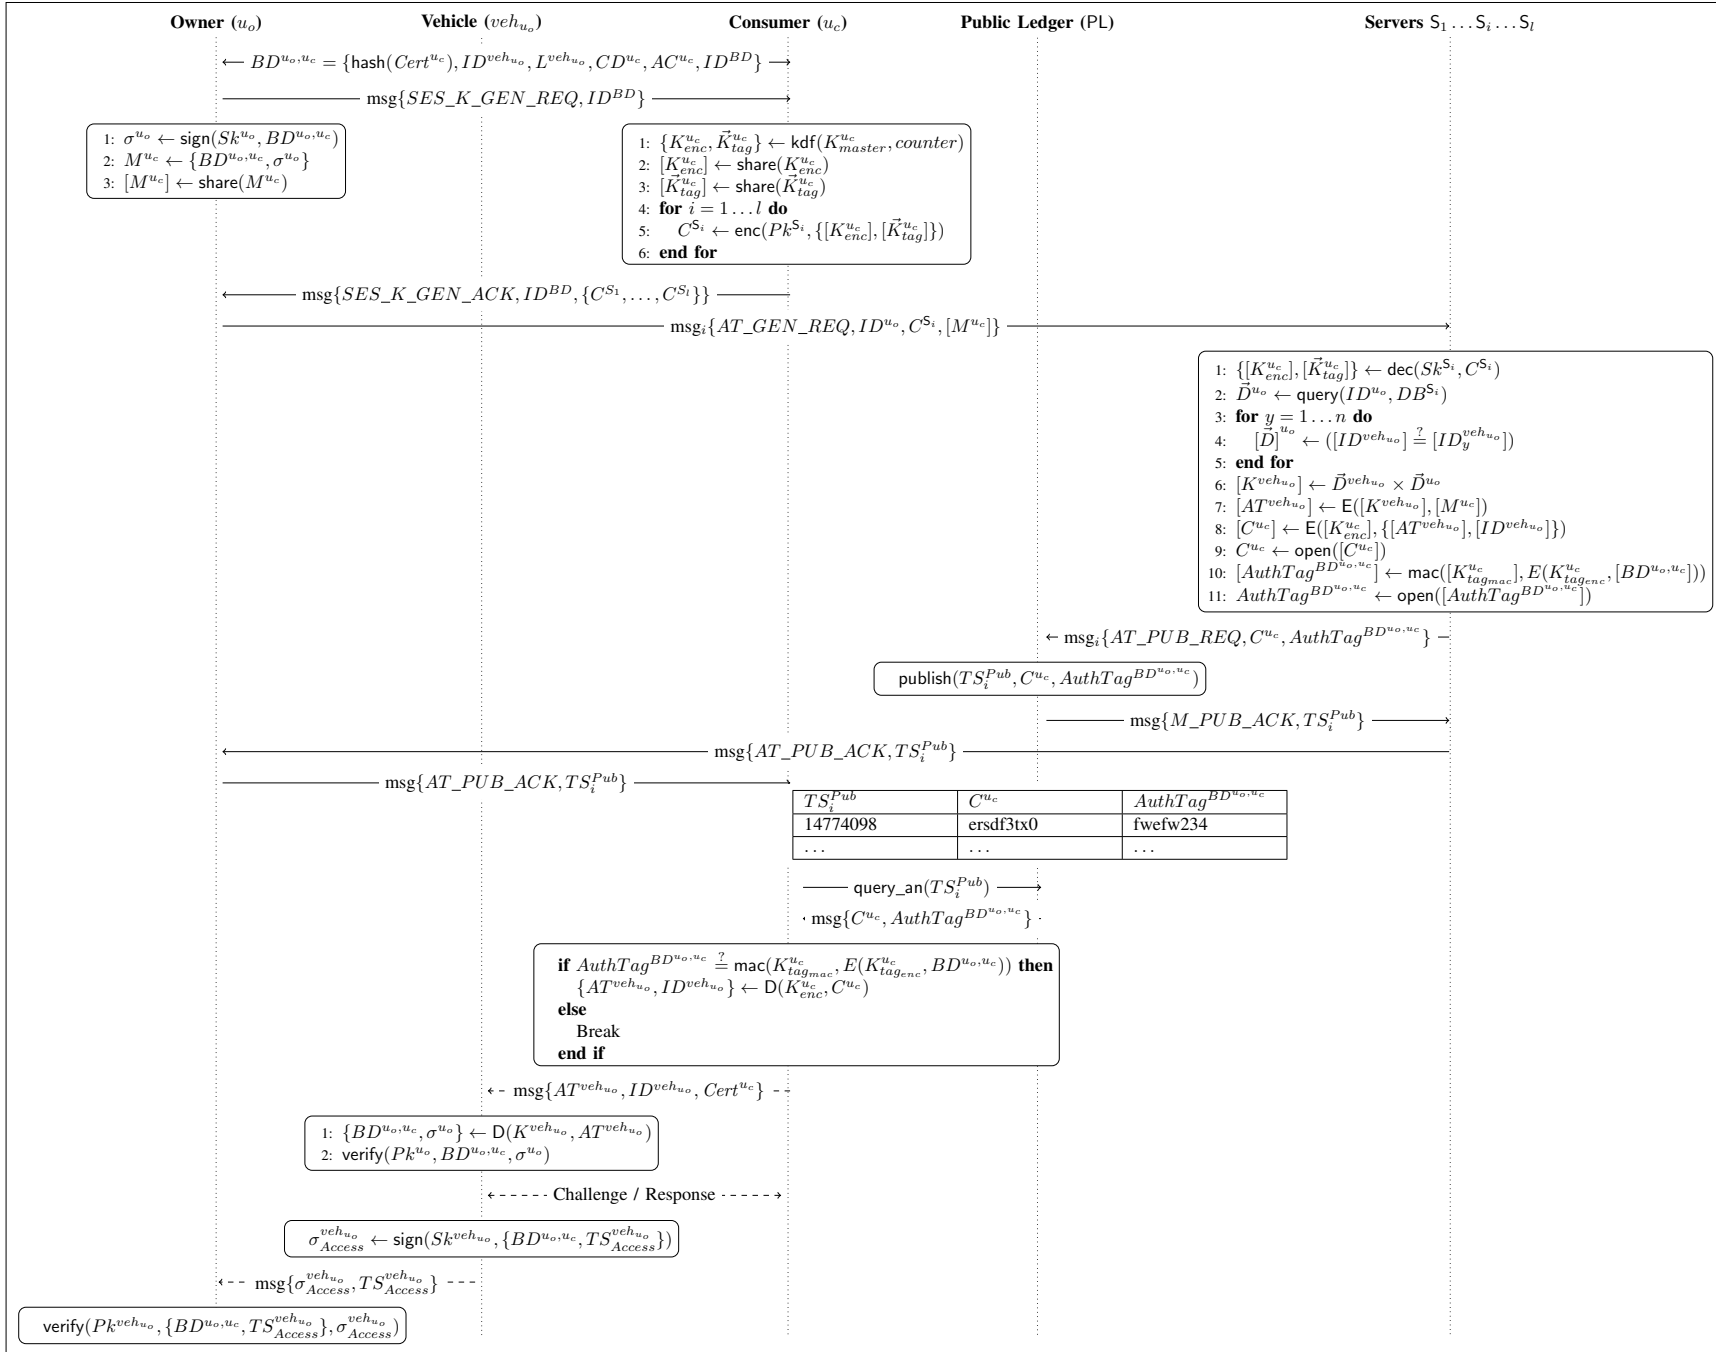 Owner (u_o) Vehicle (veh_{u_o}) Consumer (u_c) Public Ledger (PL) Servers S_1 … S_i … S_l
BD^{u_o,u_c} = {hash(Cert^{u_c}), ID^{veh_{u_o}}, L^{veh_{u_o}}, CD^{u_c}, AC^{u_c}, ID^{BD}}
msg{SES_K_GEN_REQ, ID^{BD}}
1: σ^{u_o} ← sign(Sk^{u_o}, BD^{u_o,u_c})
2: M^{u_c} ← {BD^{u_o,u_c}, σ^{u_o}}
3: [M^{u_c}] ← share(M^{u_c})
1: {K^{u_c}_{enc}, \vec{K}^{u_c}_{tag}} ← kdf(K^{u_c}_{master}, counter)
2: [K^{u_c}_{enc}] ← share(K^{u_c}_{enc})
3: [\vec{K}^{u_c}_{tag}] ← share(\vec{K}^{u_c}_{tag})
4: for i = 1 … l do
5: C^{S_i} ← enc(Pk^{S_i}, {[K^{u_c}_{enc}], [\vec{K}^{u_c}_{tag}]})
6: end for
msg{SES_K_GEN_ACK, ID^{BD}, {C^{S_1}, …, C^{S_l}}}
msg_i{AT_GEN_REQ, ID^{u_o}, C^{S_i}, [M^{u_c}]}
1: {[K^{u_c}_{enc}], [\vec{K}^{u_c}_{tag}]} ← dec(Sk^{S_i}, C^{S_i})
2: \vec{D}^{u_o} ← query(ID^{u_o}, DB^{S_i})
3: for y = 1 … n do
4: [\vec{D}]^{u_o} ← ([ID^{veh_{u_o}}] =^? [ID^{veh_{u_o}}_y])
5: end for
6: [K^{veh_{u_o}}] ← \vec{D}^{veh_{u_o}} × \vec{D}^{u_o}
7: [AT^{veh_{u_o}}] ← E([K^{veh_{u_o}}], [M^{u_c}])
8: [C^{u_c}] ← E([K^{u_c}_{enc}], {[AT^{veh_{u_o}}], [ID^{veh_{u_o}}]})
9: C^{u_c} ← open([C^{u_c}])
10: [AuthTag^{BD^{u_o,u_c}}] ← mac([K^{u_c}_{tag_{mac}}], E(K^{u_c}_{tag_{enc}}, [BD^{u_o,u_c}]))
11: AuthTag^{BD^{u_o,u_c}} ← open([AuthTag^{BD^{u_o,u_c}}])
msg_i{AT_PUB_REQ, C^{u_c}, AuthTag^{BD^{u_o,u_c}}}
publish(TS^{Pub}_i, C^{u_c}, AuthTag^{BD^{u_o,u_c}})
msg{M_PUB_ACK, TS^{Pub}_i}
msg{AT_PUB_ACK, TS^{Pub}_i}
msg{AT_PUB_ACK, TS^{Pub}_i}
TS^{Pub}_i C^{u_c} AuthTag^{BD^{u_o,u_c}}
14774098 ersdf3tx0 fwefw234
… … …
query_an(TS^{Pub}_i)
msg{C^{u_c}, AuthTag^{BD^{u_o,u_c}}}
if AuthTag^{BD^{u_o,u_c}} =^? mac(K^{u_c}_{tag_{mac}}, E(K^{u_c}_{tag_{enc}}, BD^{u_o,u_c})) then
{AT^{veh_{u_o}}, ID^{veh_{u_o}}} ← D(K^{u_c}_{enc}, C^{u_c})
else
Break
end if
msg{AT^{veh_{u_o}}, ID^{veh_{u_o}}, Cert^{u_c}}
1: {BD^{u_o,u_c}, σ^{u_o}} ← D(K^{veh_{u_o}}, AT^{veh_{u_o}})
2: verify(Pk^{u_o}, BD^{u_o,u_c}, σ^{u_o})
Challenge / Response
σ^{veh_{u_o}}_{Access} ← sign(Sk^{veh_{u_o}}, {BD^{u_o,u_c}, TS^{veh_{u_o}}_{Access}})
msg{σ^{veh_{u_o}}_{Access}, TS^{veh_{u_o}}_{Access}}
verify(Pk^{veh_{u_o}}, {BD^{u_o,u_c}, TS^{veh_{u_o}}_{Access}}, σ^{veh_{u_o}}_{Access})